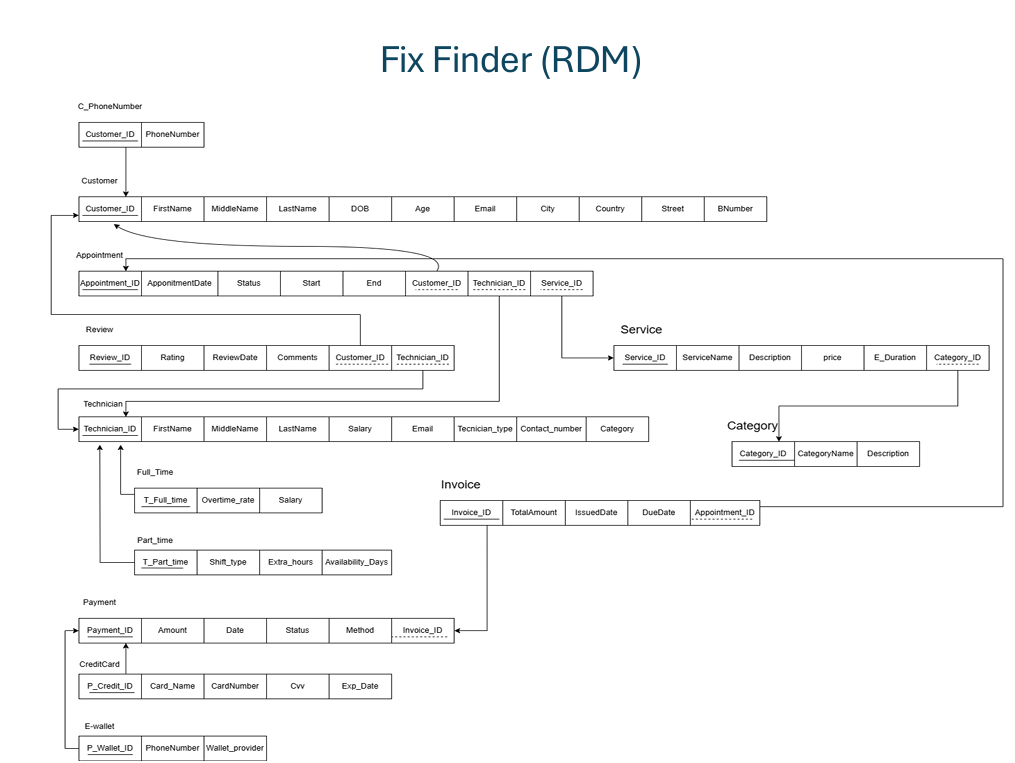 Fix Finder (RDM)
C_PhoneNumber
Customer_ID PhoneNumber
Customer
Customer_ID FirstName MiddleName LastName DOB Age Email City Country Street BNumber
Appointment
Appointment_ID ApponitmentDate Status Start End Customer_ID Technician_ID Service_ID
Review
Review_ID Rating ReviewDate Comments Customer_ID Technician_ID
Service
Service_ID ServiceName Description price E_Duration Category_ID
Technician
Technician_ID FirstName MiddleName LastName Salary Email Tecnician_type Contact_number Category
Category
Category_ID CategoryName Description
Full_Time
T_Full_time Overtime_rate Salary
Invoice
Invoice_ID TotalAmount IssuedDate DueDate Appointment_ID
Part_time
T_Part_time Shift_type Extra_hours Availability_Days
Payment
Payment_ID Amount Date Status Method Invoice_ID
CreditCard
P_Credit_ID Card_Name CardNumber Cvv Exp_Date
E-wallet
P_Wallet_ID PhoneNumber Wallet_provider